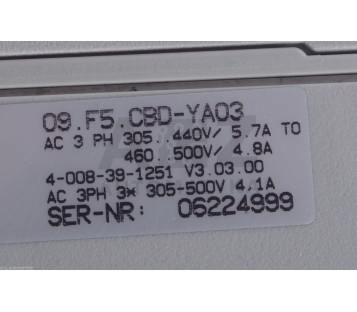 09.F5.CBD-YA03
AC 3 PH 305..440V/ 5.7A TO
460..500V/ 4.8A
4-008-39-1251 V3.03.00
AC 3PH 3* 305-500V 4.1A
SER-NR: 06224999